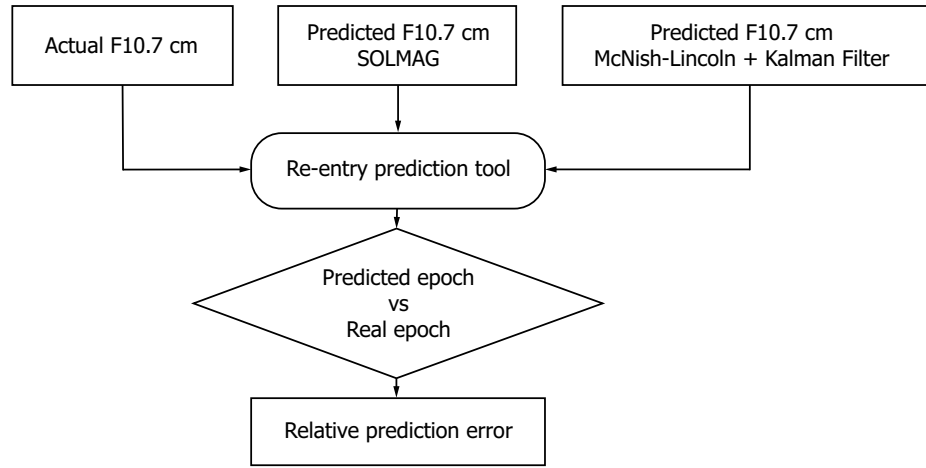 Actual F10.7 cm
Predicted F10.7 cm
SOLMAG
Predicted F10.7 cm
McNish-Lincoln + Kalman Filter
Re-entry prediction tool
Predicted epoch
vs
Real epoch
Relative prediction error